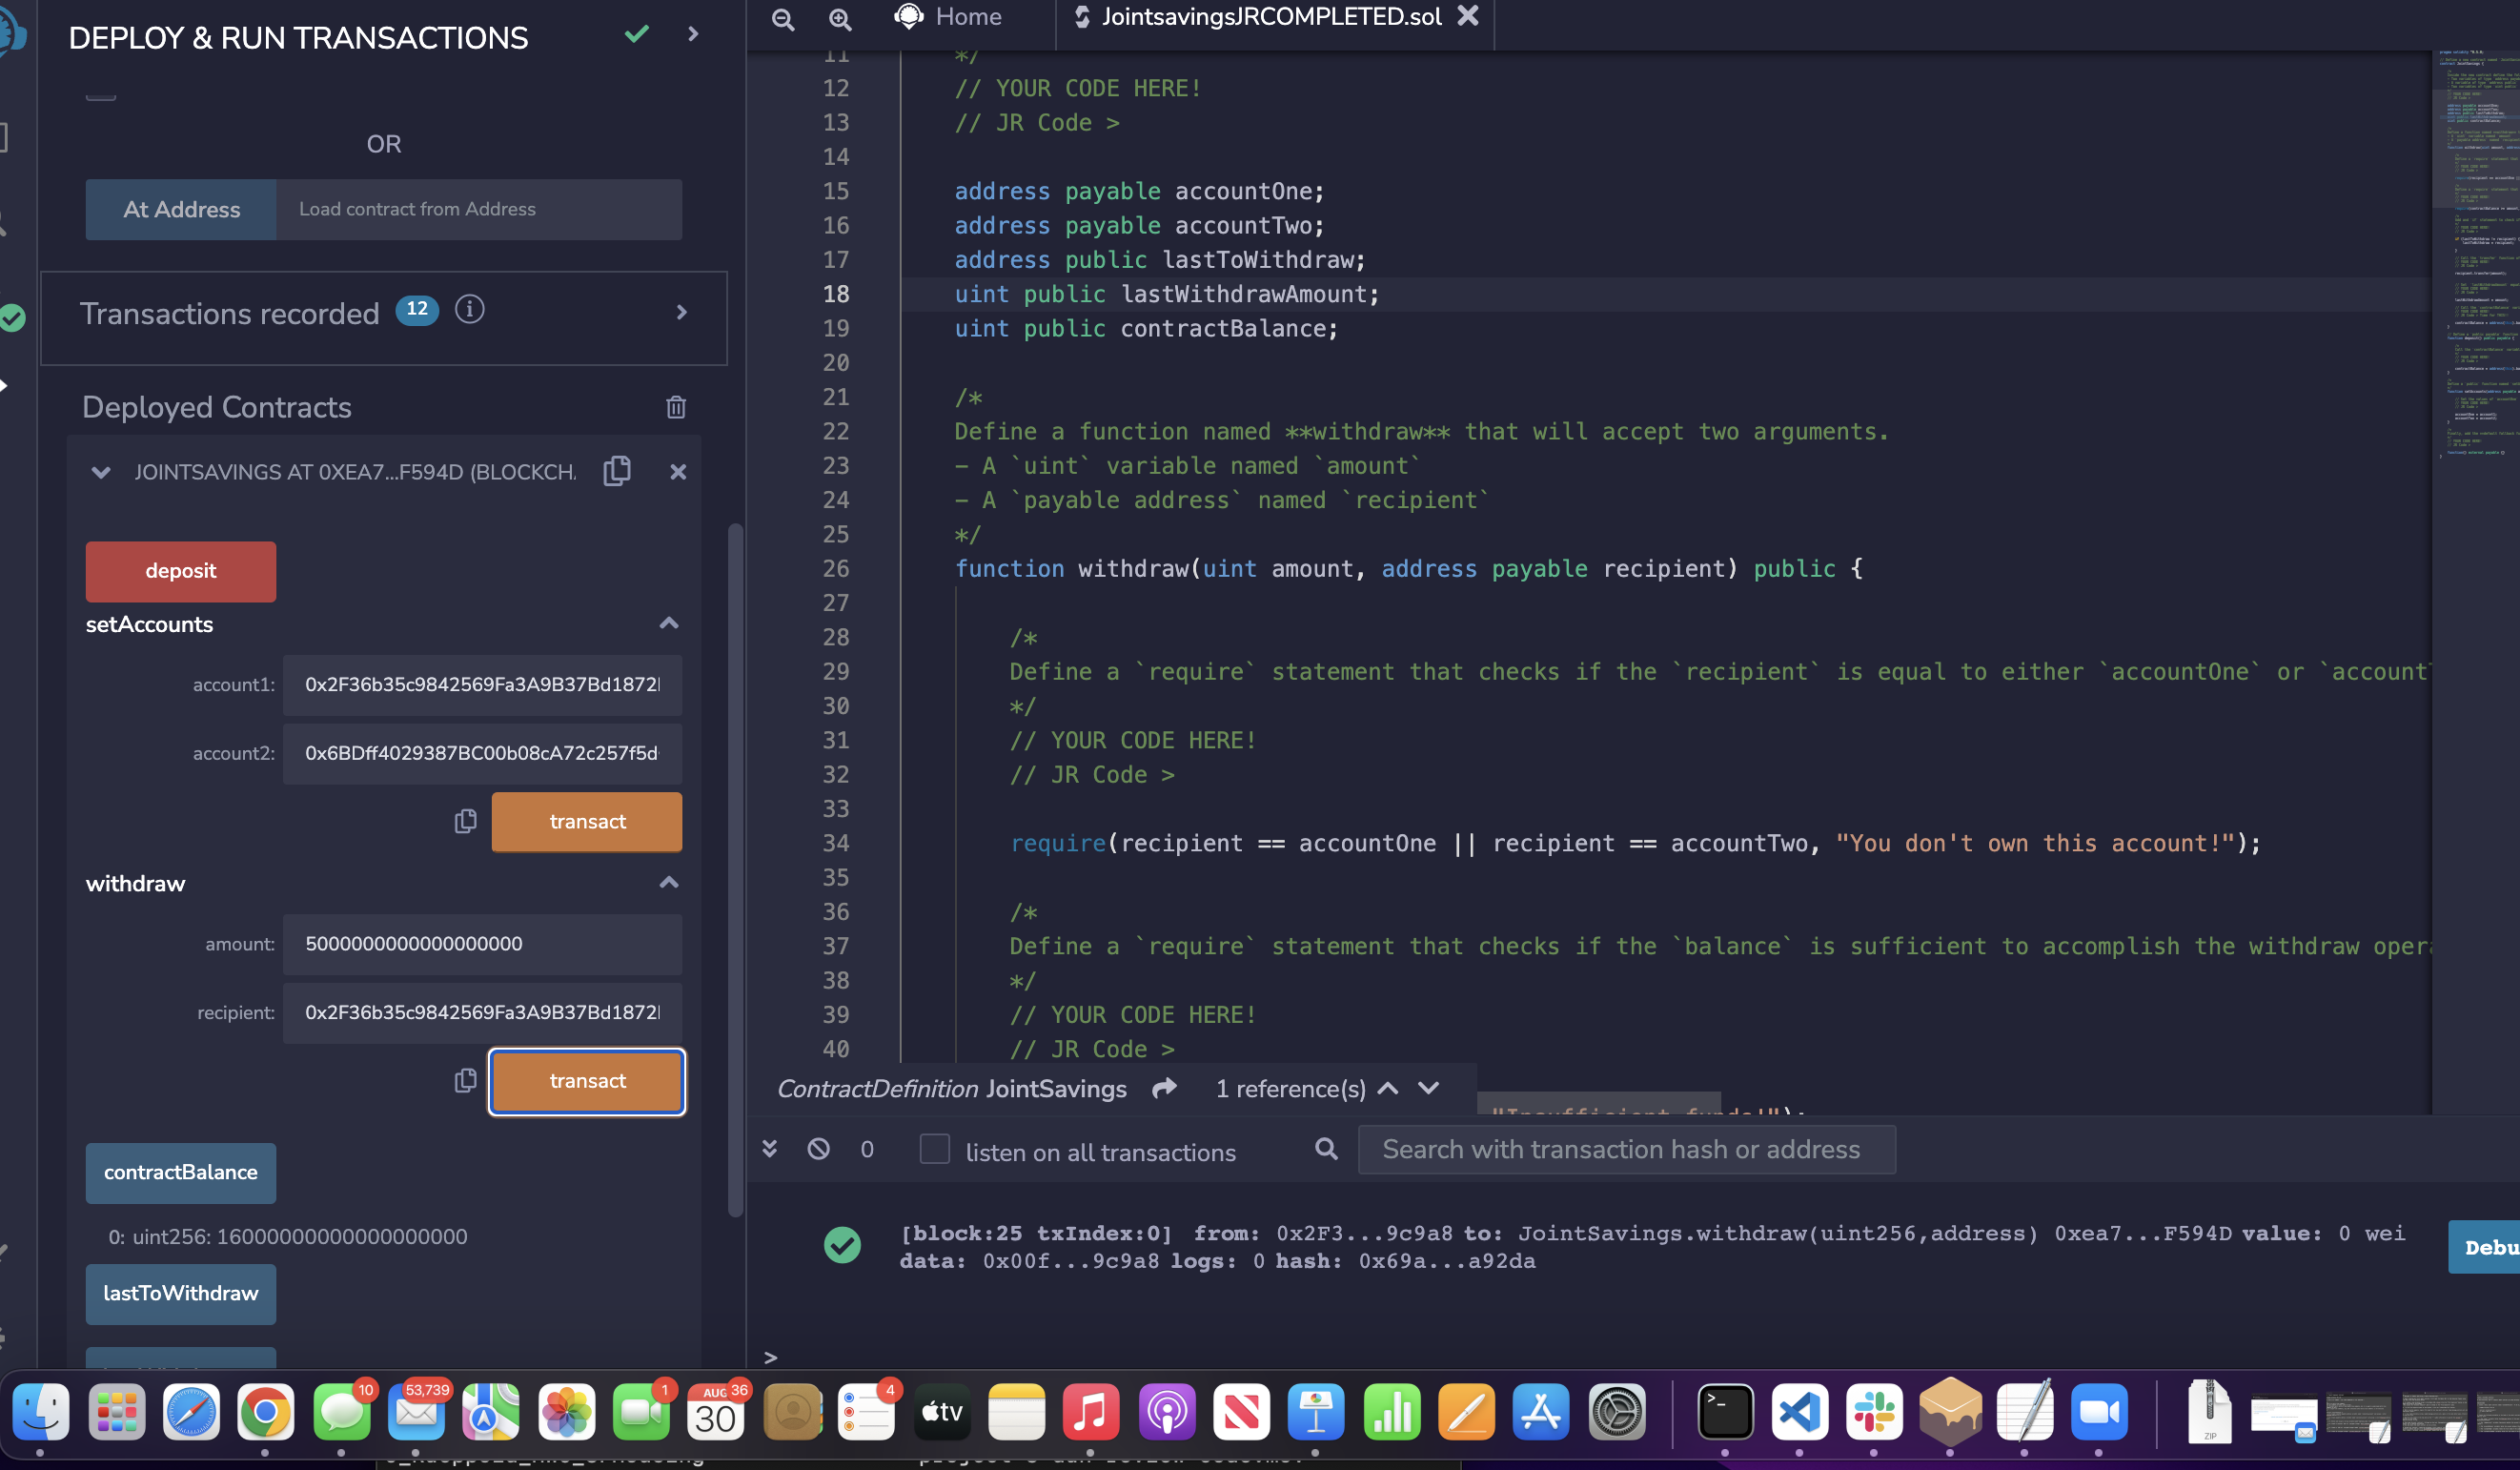 DEPLOY & RUN TRANSACTIONS
OR
At Address
Load contract from Address
Transactions recorded 12 i
Deployed Contracts
JOINTSAVINGS AT 0XEA7...F594D (BLOCKCHA
deposit
setAccounts
account1: 0x2F36b35c9842569Fa3A9B37Bd1872
account2: 0x6BDff4029387BC00b08cA72c257f5d
transact
withdraw
amount: 5000000000000000000
recipient: 0x2F36b35c9842569Fa3A9B37Bd1872
transact
contractBalance
0: uint256: 16000000000000000000
lastToWithdraw
Home
JointsavingsJRCOMPLETED.sol
11 */
12 // YOUR CODE HERE!
13 // JR Code >
14
15 address payable accountOne;
16 address payable accountTwo;
17 address public lastToWithdraw;
18 uint public lastWithdrawAmount;
19 uint public contractBalance;
20
21 /*
22 Define a function named **withdraw** that will accept two arguments.
23 - A `uint` variable named `amount`
24 - A `payable address` named `recipient`
25 */
26 function withdraw(uint amount, address payable recipient) public {
27
28 /*
29 Define a `require` statement that checks if the `recipient` is equal to either `accountOne` or `account
30 */
31 // YOUR CODE HERE!
32 // JR Code >
33
34 require(recipient == accountOne || recipient == accountTwo, "You don't own this account!");
35
36 /*
37 Define a `require` statement that checks if the `balance` is sufficient to accomplish the withdraw oper
38 */
39 // YOUR CODE HERE!
40 // JR Code >
ContractDefinition JointSavings 1 reference(s)
"Insufficient funds!");
0 listen on all transactions
Search with transaction hash or address
[block:25 txIndex:0] from: 0x2F3...9c9a8 to: JointSavings.withdraw(uint256,address) 0xea7...F594D value: 0 wei
data: 0x00f...9c9a8 logs: 0 hash: 0x69a...a92da
Debu
>
10
53,739
1
AUG 36
30
4
tv
>_
ZIP